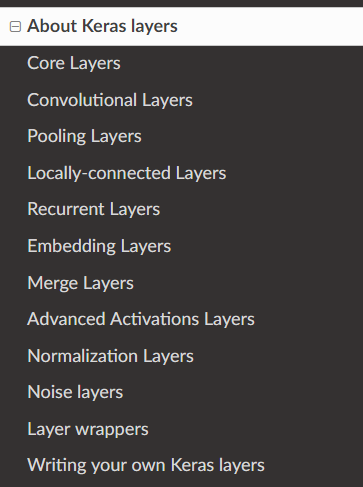 About Keras layers
Core Layers
Convolutional Layers
Pooling Layers
Locally-connected Layers
Recurrent Layers
Embedding Layers
Merge Layers
Advanced Activations Layers
Normalization Layers
Noise layers
Layer wrappers
Writing your own Keras layers